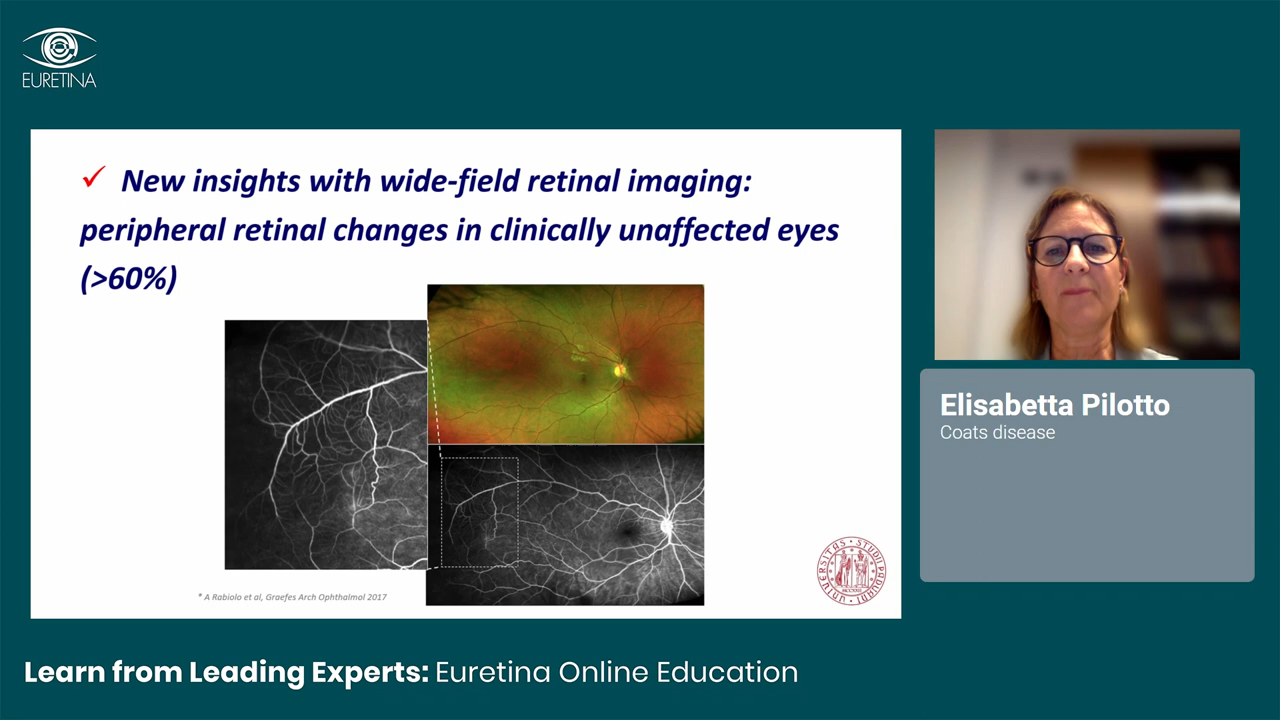 EURETINA
✓ New insights with wide-field retinal imaging:
peripheral retinal changes in clinically unaffected eyes
(>60%)
* A Rabiolo et al, Graefes Arch Ophthalmol 2017
Elisabetta Pilotto
Coats disease
Learn from Leading Experts: Euretina Online Education